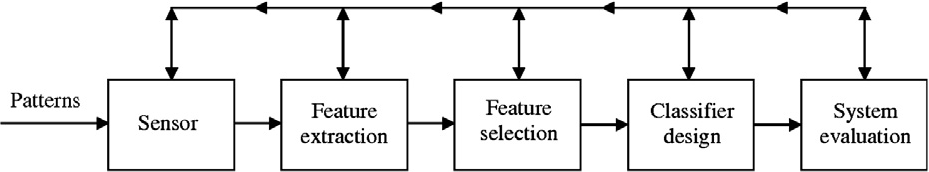 Patterns
Sensor
Feature
extraction
Feature
selection
Classifier
design
System
evaluation